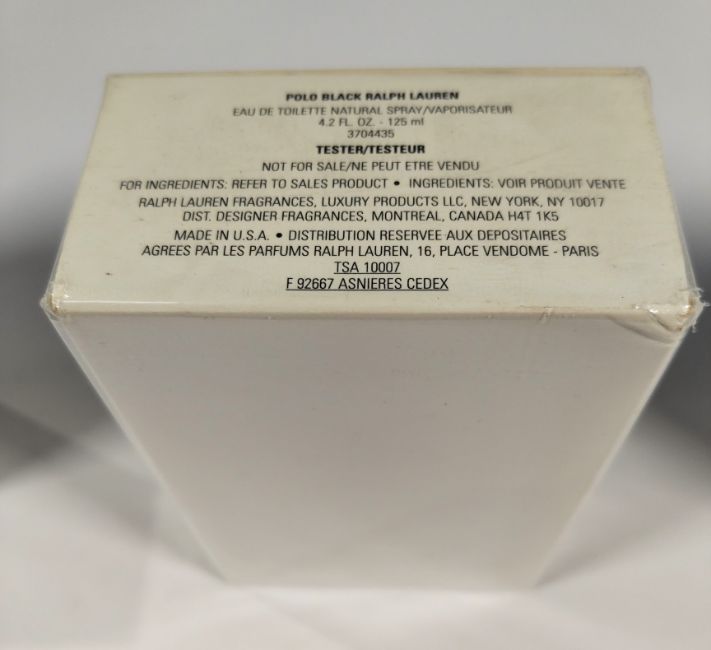 POLO BLACK RALPH LAUREN
EAU DE TOILETTE NATURAL SPRAY/VAPORISATEUR
4.2 FL. OZ. - 125 ml
3704435
TESTER/TESTEUR
NOT FOR SALE/NE PEUT ETRE VENDU
FOR INGREDIENTS: REFER TO SALES PRODUCT • INGREDIENTS: VOIR PRODUIT VENTE
RALPH LAUREN FRAGRANCES, LUXURY PRODUCTS LLC, NEW YORK, NY 10017
DIST. DESIGNER FRAGRANCES, MONTREAL, CANADA H4T 1K5
MADE IN U.S.A. • DISTRIBUTION RESERVEE AUX DEPOSITAIRES
AGREES PAR LES PARFUMS RALPH LAUREN, 16, PLACE VENDOME - PARIS
TSA 10007
F 92667 ASNIERES CEDEX